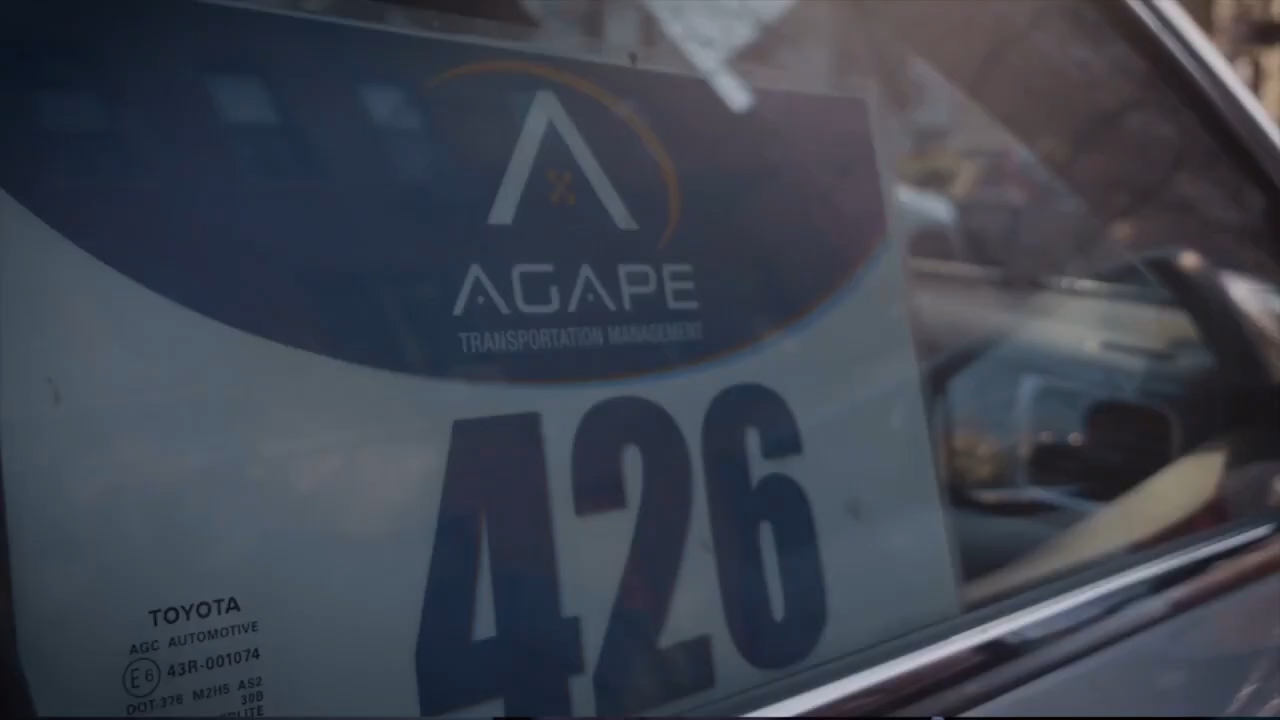 AGAPE
TRANSPORTATION MANAGEMENT
426
TOYOTA
AGC AUTOMOTIVE
E6 43R-001074
DOT-376 M2H5 AS2